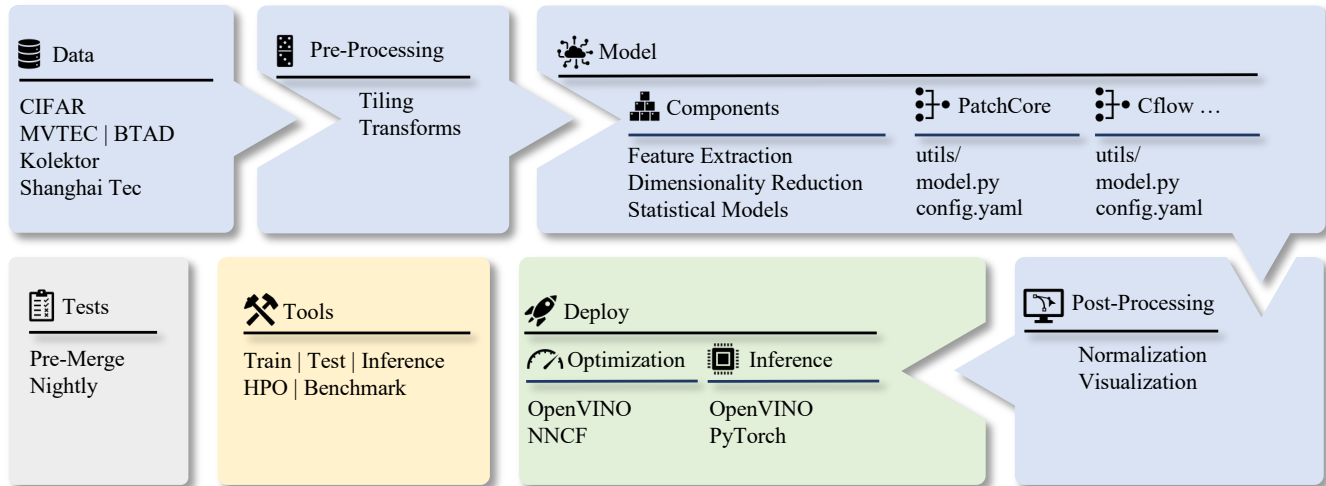 Data
CIFAR
MVTEC | BTAD
Kolektor
Shanghai Tec
Pre-Processing
Tiling
Transforms
Model
Components
Feature Extraction
Dimensionality Reduction
Statistical Models
PatchCore
utils/
model.py
config.yaml
Cflow ...
utils/
model.py
config.yaml
Tests
Pre-Merge
Nightly
Tools
Train | Test | Inference
HPO | Benchmark
Deploy
Optimization
OpenVINO
NNCF
Inference
OpenVINO
PyTorch
Post-Processing
Normalization
Visualization